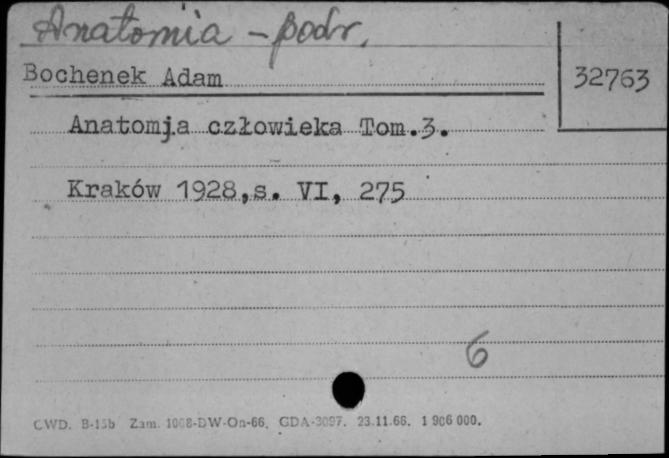 Anatomia - podr.
Bochenek Adam
32763
Anatomja człowieka Tom.3.
Kraków 1928,s. VI, 275
6
CWD. B-15b Zam. 1008-DW-On-66. GDA-3097. 23.11.66. 1 906 000.